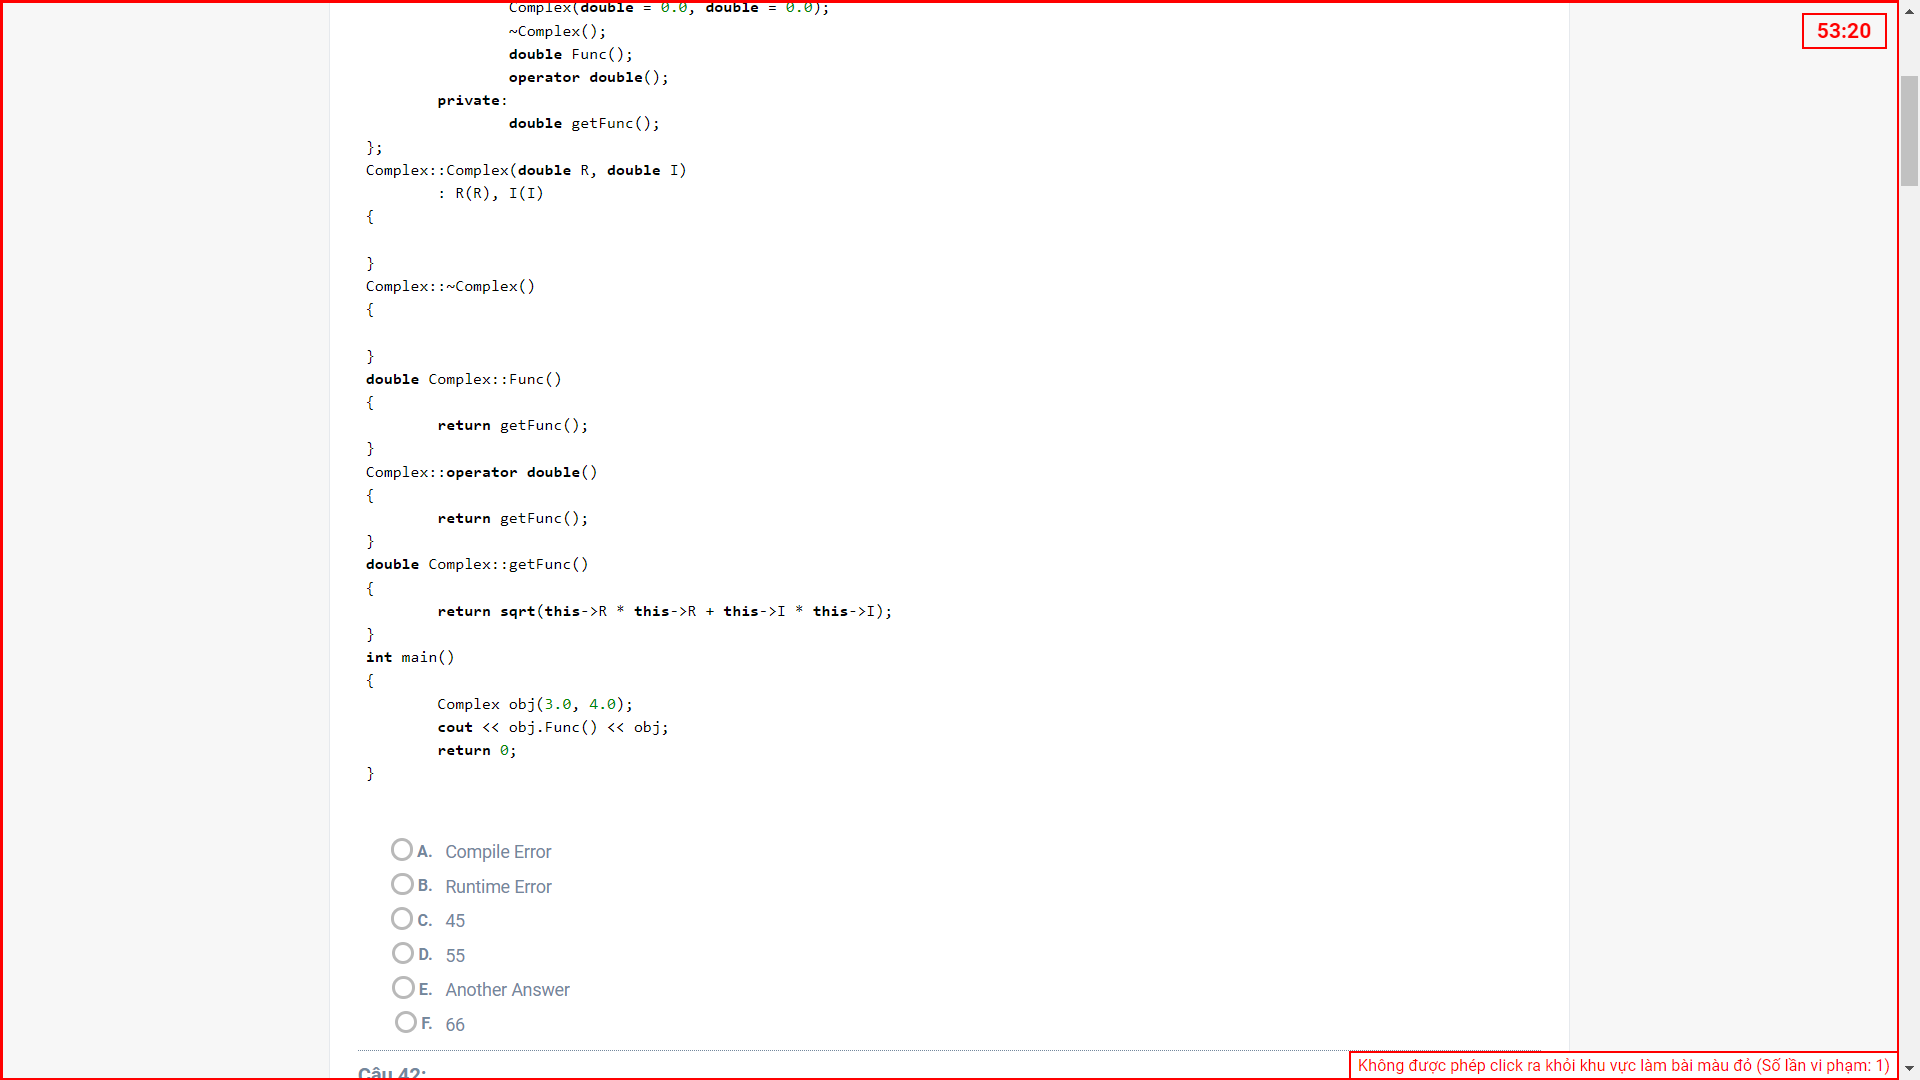 Complex(double = 0.0, double = 0.0);
~Complex();
double Func();
operator double();
private:
double getFunc();
};
Complex::Complex(double R, double I)
: R(R), I(I)
{
}
Complex::~Complex()
{
}
double Complex::Func()
{
return getFunc();
}
Complex::operator double()
{
return getFunc();
}
double Complex::getFunc()
{
return sqrt(this->R * this->R + this->I * this->I);
}
int main()
{
Complex obj(3.0, 4.0);
cout << obj.Func() << obj;
return 0;
}
A. Compile Error
B. Runtime Error
C. 45
D. 55
E. Another Answer
F. 66
Câu 42:
53:20
Không được phép click ra khỏi khu vực làm bài màu đỏ (Số lần vi phạm: 1)